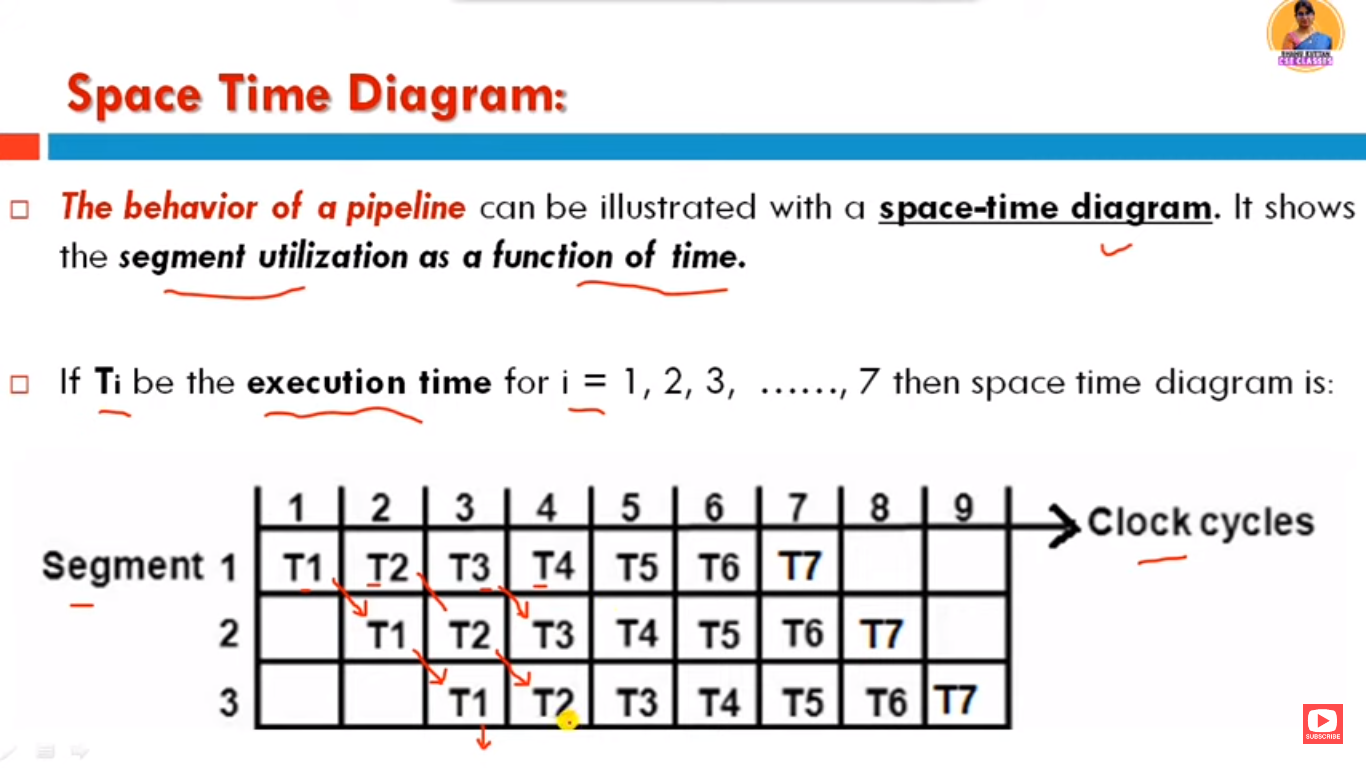 CSE CLASSES
Space Time Diagram:
The behavior of a pipeline can be illustrated with a space-time diagram. It shows
the segment utilization as a function of time.
If Ti be the execution time for i = 1, 2, 3, ......, 7 then space time diagram is:
1 2 3 4 5 6 7 8 9 Clock cycles
Segment 1 T1 T2 T3 T4 T5 T6 T7
2 T1 T2 T3 T4 T5 T6 T7
3 T1 T2 T3 T4 T5 T6 T7
SUBSCRIBE